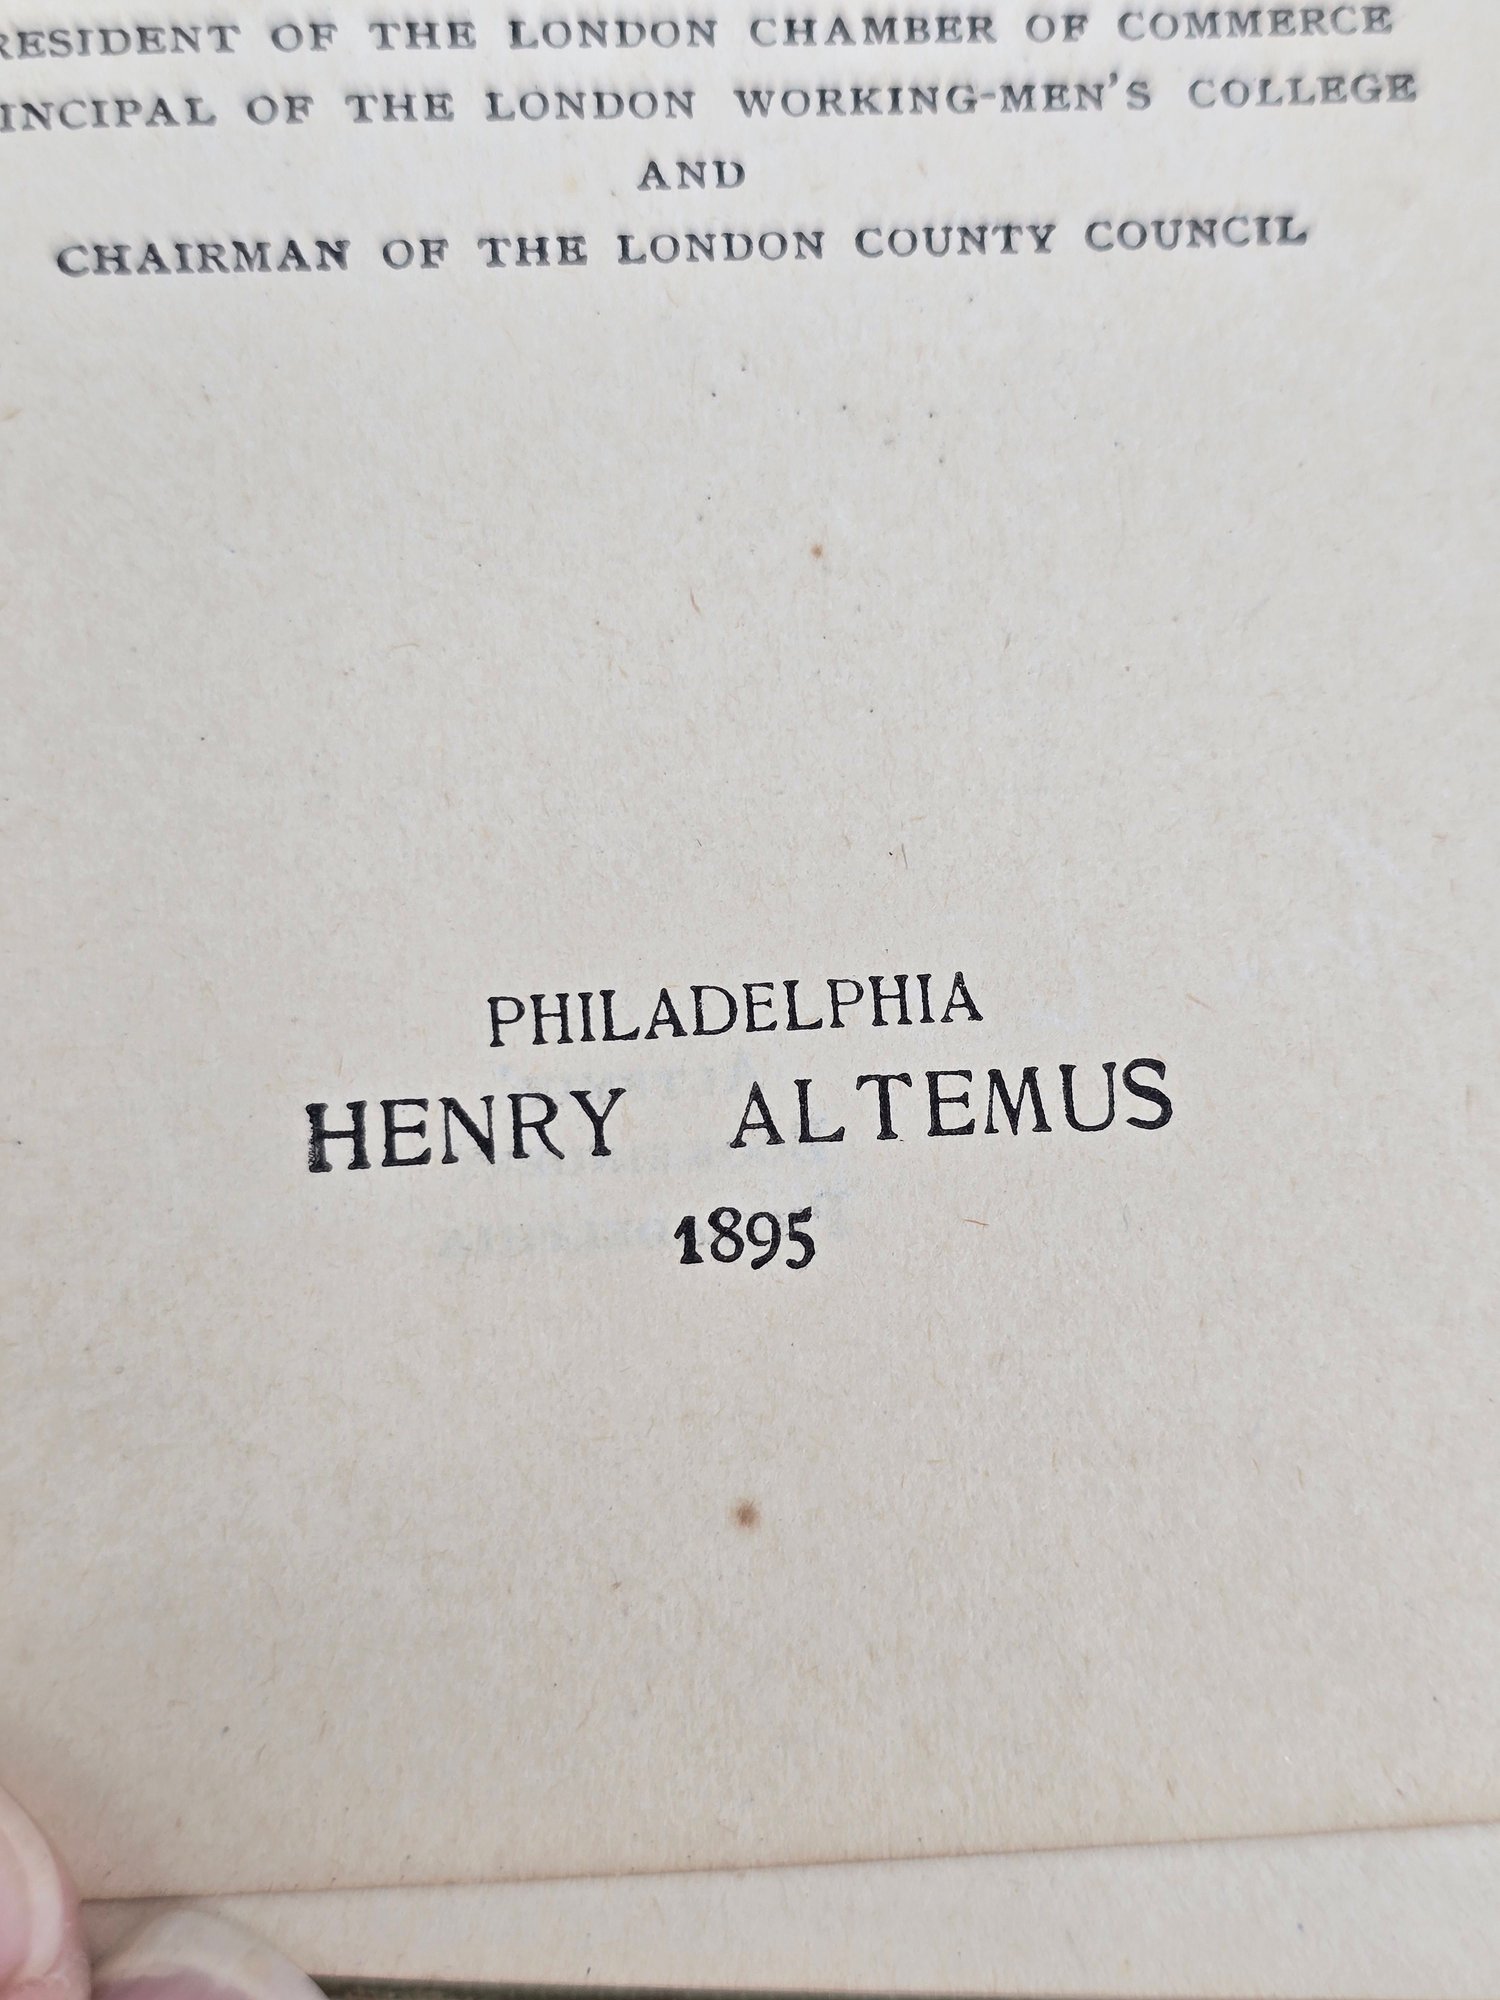 RESIDENT OF THE LONDON CHAMBER OF COMMERCE
INCIPAL OF THE LONDON WORKING-MEN'S COLLEGE
AND
CHAIRMAN OF THE LONDON COUNTY COUNCIL
PHILADELPHIA
HENRY ALTEMUS
1895